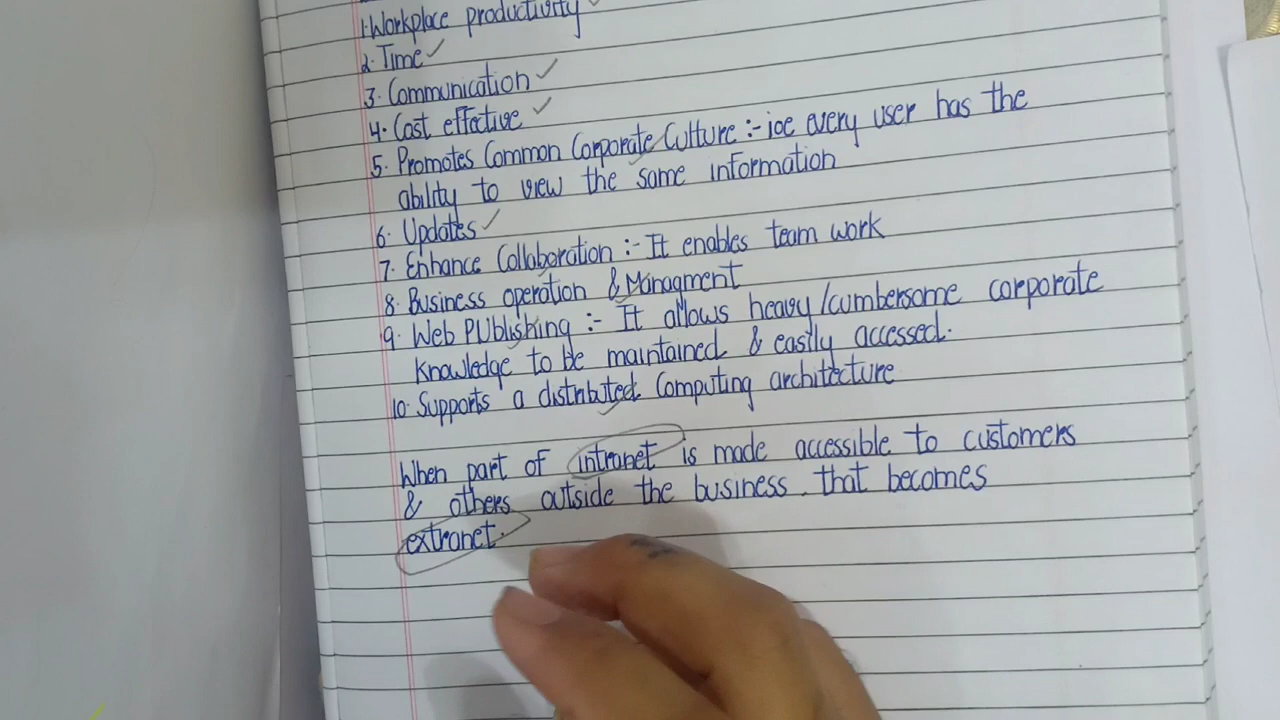 1. Workplace productivity
2. Time
3. Communication
4. Cost effective
5. Promotes Common Corporate Culture :- ioe every user has the
ability to view the same information
6. Updates
7. Enhance Collaboration :- It enables team work
8. Business operation & Managment
9. Web PUblishing :- It allows heavy/cumbersome corporate
knowledge to be maintained & easily accessed.
10. Supports a distributed Computing architecture
When part of intranet is made accessible to customers
& others outside the business. that becomes
extranet.